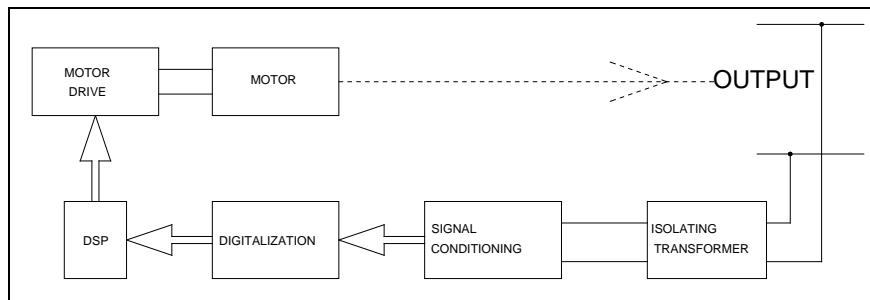 MOTOR
DRIVE
MOTOR
OUTPUT
DSP
DIGITALIZATION
SIGNAL
CONDITIONING
ISOLATING
TRANSFORMER